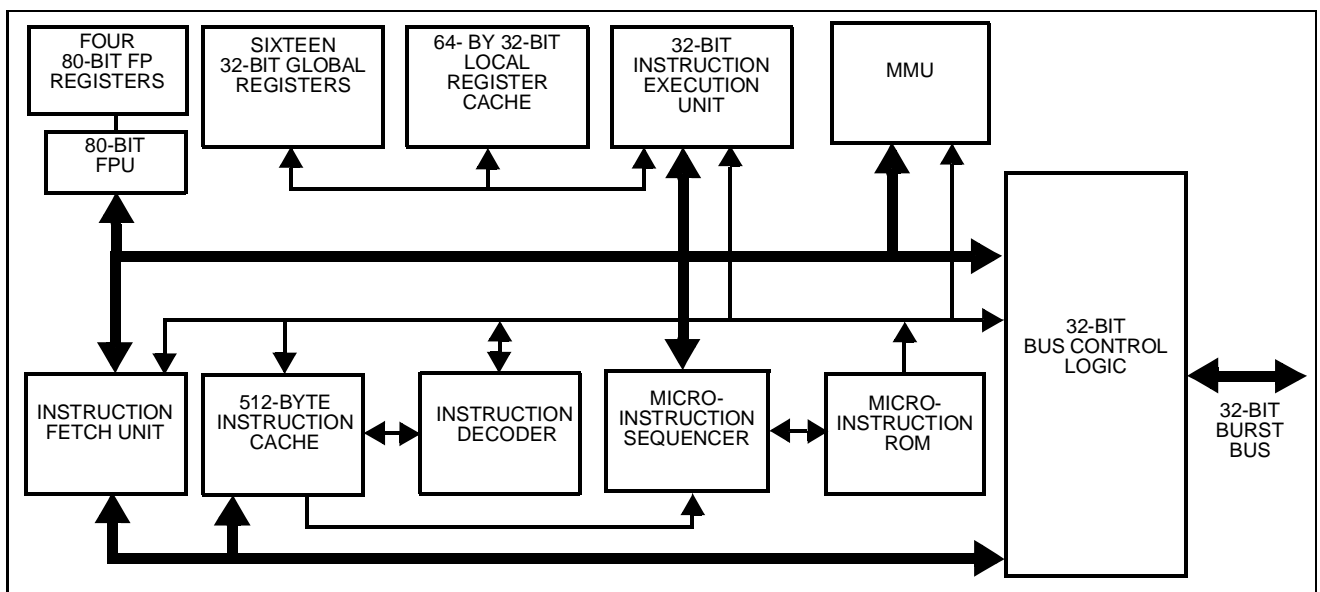 FOUR
80-BIT FP
REGISTERS
80-BIT
FPU
SIXTEEN
32-BIT GLOBAL
REGISTERS
64- BY 32-BIT
LOCAL
REGISTER
CACHE
32-BIT
INSTRUCTION
EXECUTION
UNIT
MMU
INSTRUCTION
FETCH UNIT
512-BYTE
INSTRUCTION
CACHE
INSTRUCTION
DECODER
MICRO-
INSTRUCTION
SEQUENCER
MICRO-
INSTRUCTION
ROM
32-BIT
BUS CONTROL
LOGIC
32-BIT
BURST
BUS